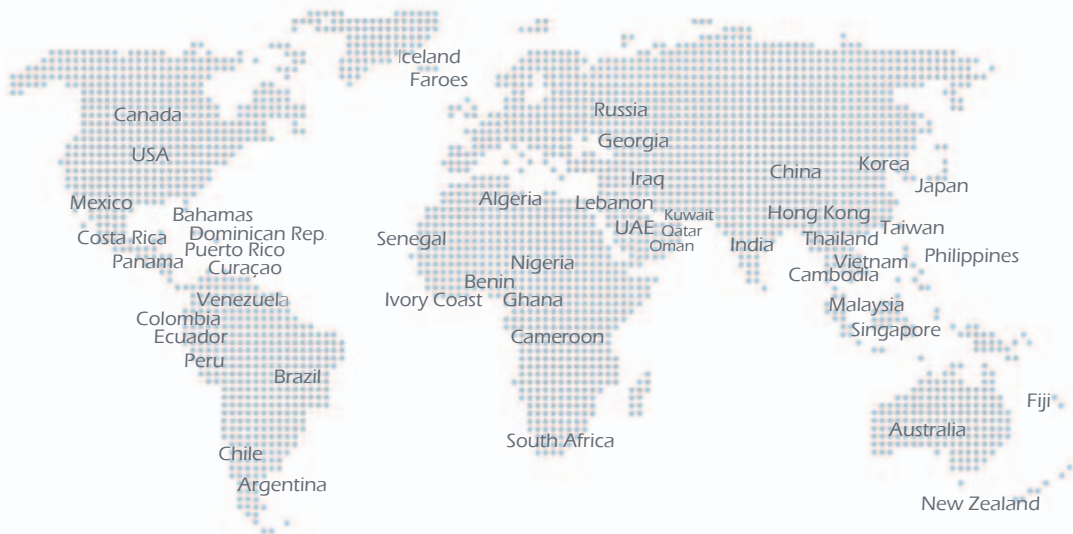 Iceland
Faroes
Canada
USA
Mexico
Bahamas
Costa Rica
Dominican Rep.
Puerto Rico
Panama
Curaçao
Venezuela
Colombia
Ecuador
Peru
Brazil
Chile
Argentina
Russia
Georgia
Iraq
Algeria
Lebanon
Kuwait
UAE
Qatar
Oman
Senegal
Nigeria
Benin
Ivory Coast
Ghana
Cameroon
South Africa
China
Korea
Japan
Hong Kong
Taiwan
India
Thailand
Vietnam
Philippines
Cambodia
Malaysia
Singapore
Fiji
Australia
New Zealand